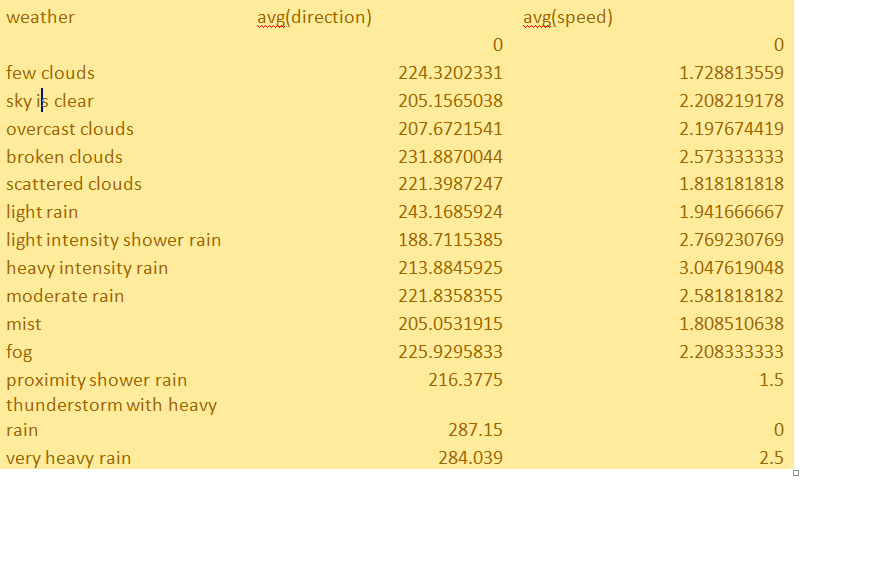 weather avg(direction) avg(speed)
0 0
few clouds 224.3202331 1.728813559
sky is clear 205.1565038 2.208219178
overcast clouds 207.6721541 2.197674419
broken clouds 231.8870044 2.573333333
scattered clouds 221.3987247 1.818181818
light rain 243.1685924 1.941666667
light intensity shower rain 188.7115385 2.769230769
heavy intensity rain 213.8845925 3.047619048
moderate rain 221.8358355 2.581818182
mist 205.0531915 1.808510638
fog 225.9295833 2.208333333
proximity shower rain 216.3775 1.5
thunderstorm with heavy
rain 287.15 0
very heavy rain 284.039 2.5